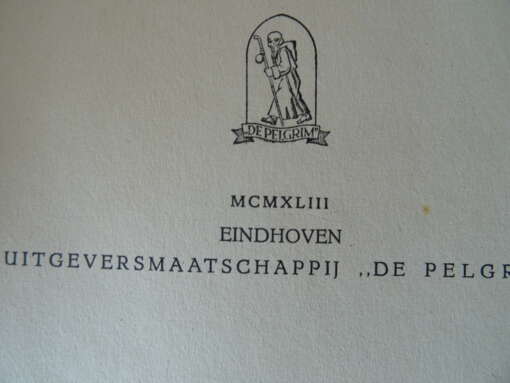 „DE PELGRIM"
MCMXLIII
EINDHOVEN
UITGEVERSMAATSCHAPPIJ ,,DE PELGR